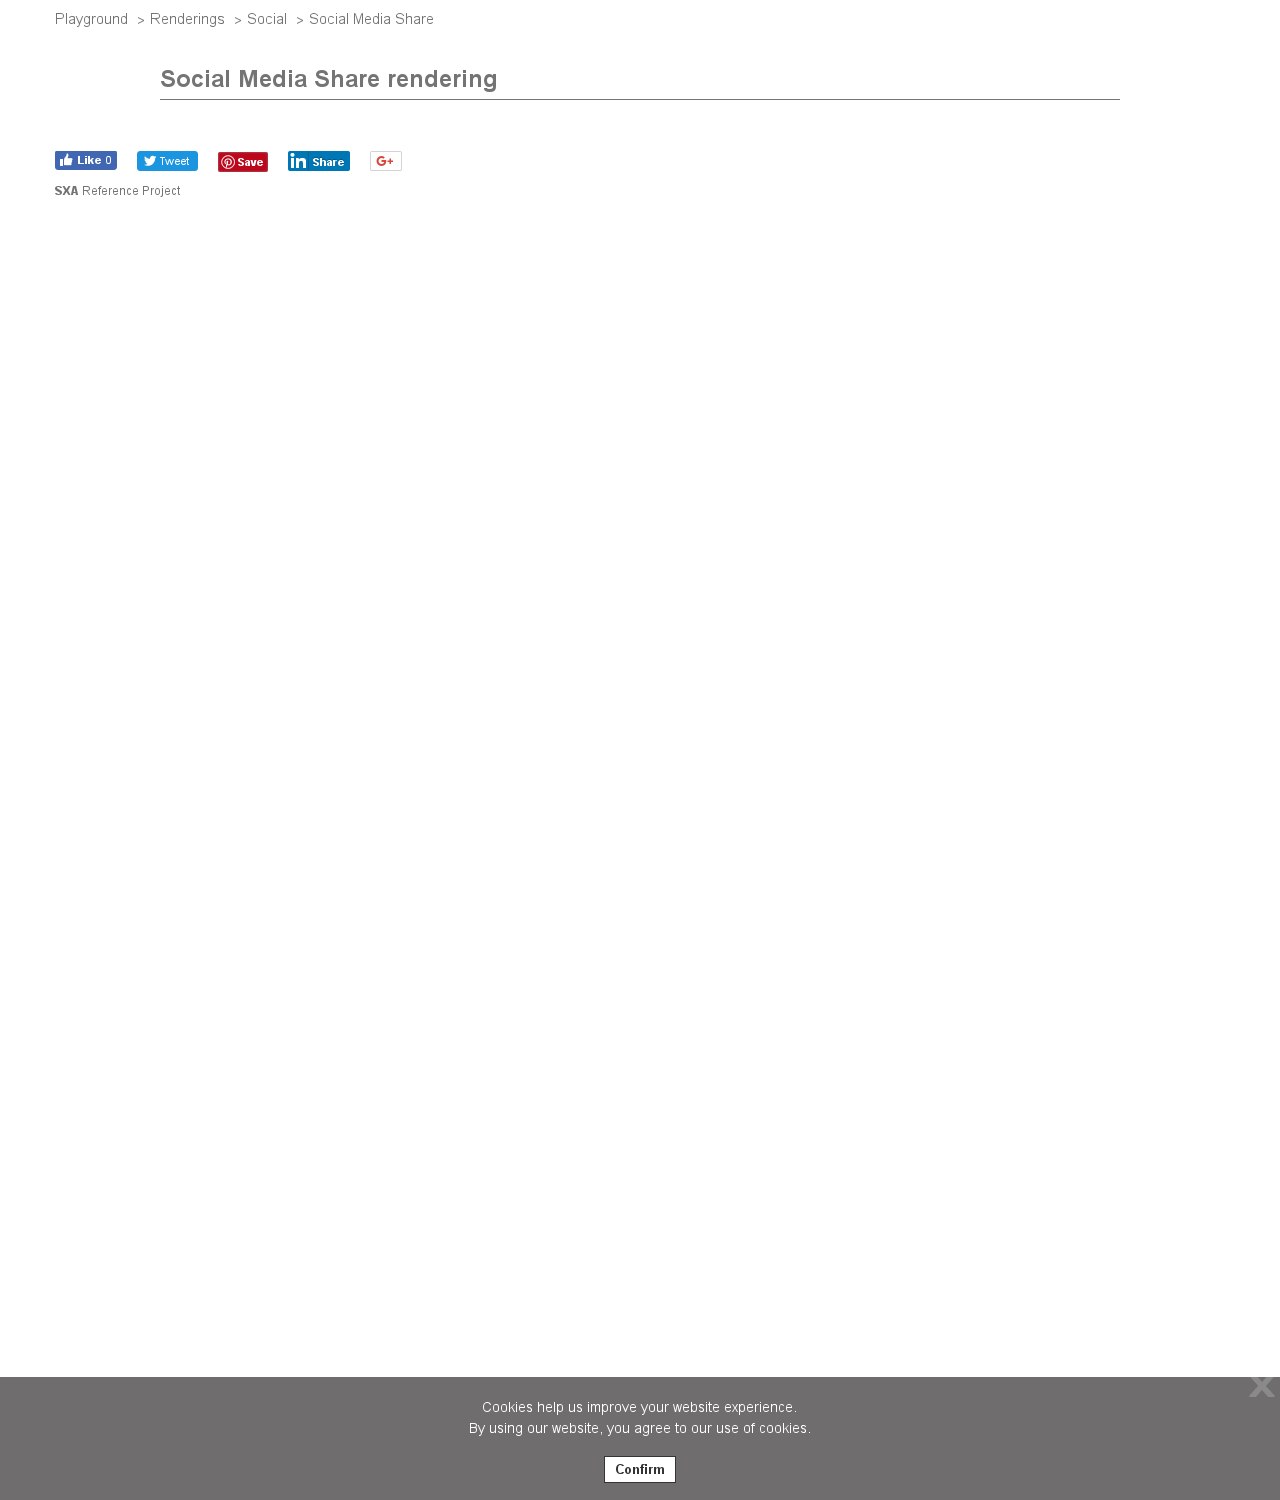 Playground > Renderings > Social > Social Media Share
Social Media Share rendering
Like 0 Tweet Save in Share G+
SXA Reference Project
X
Cookies help us improve your website experience.
By using our website, you agree to our use of cookies.
Confirm